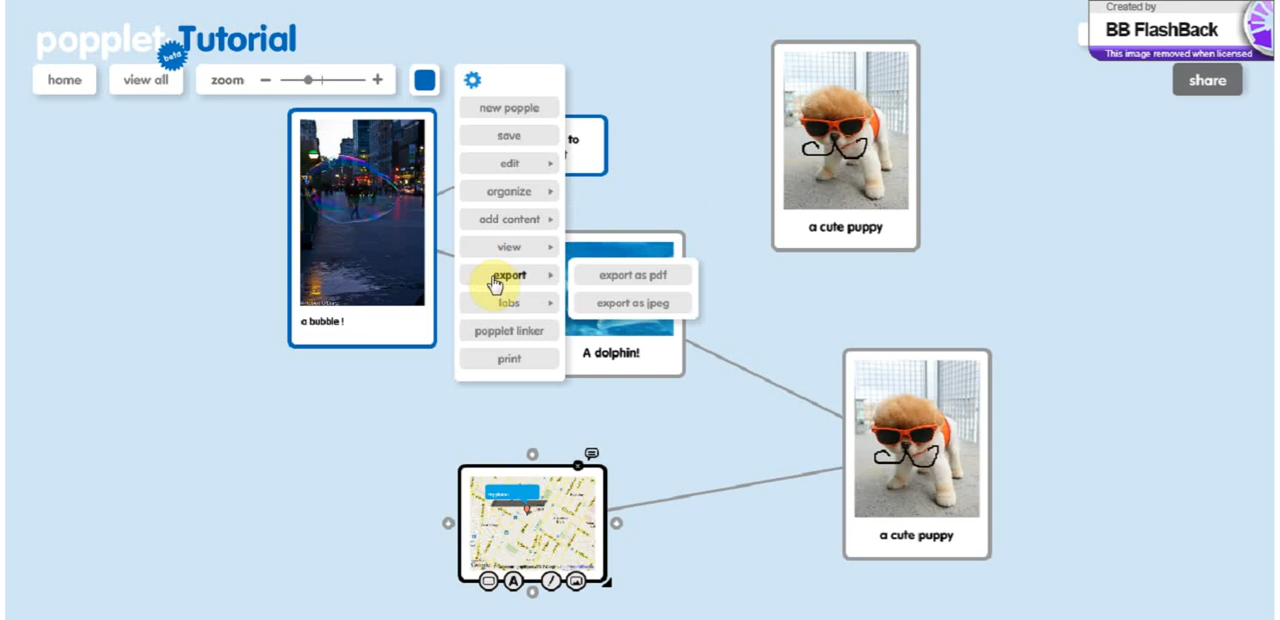 popplet Tutorial
beta
Created by
BB FlashBack
This image removed when licensed
home
view all
zoom
share
new popple
save
edit
organize
add content
view
export
labs
popplet linker
print
export as pdf
export as jpeg
to
a bubble !
A dolphin!
a cute puppy
a cute puppy
A